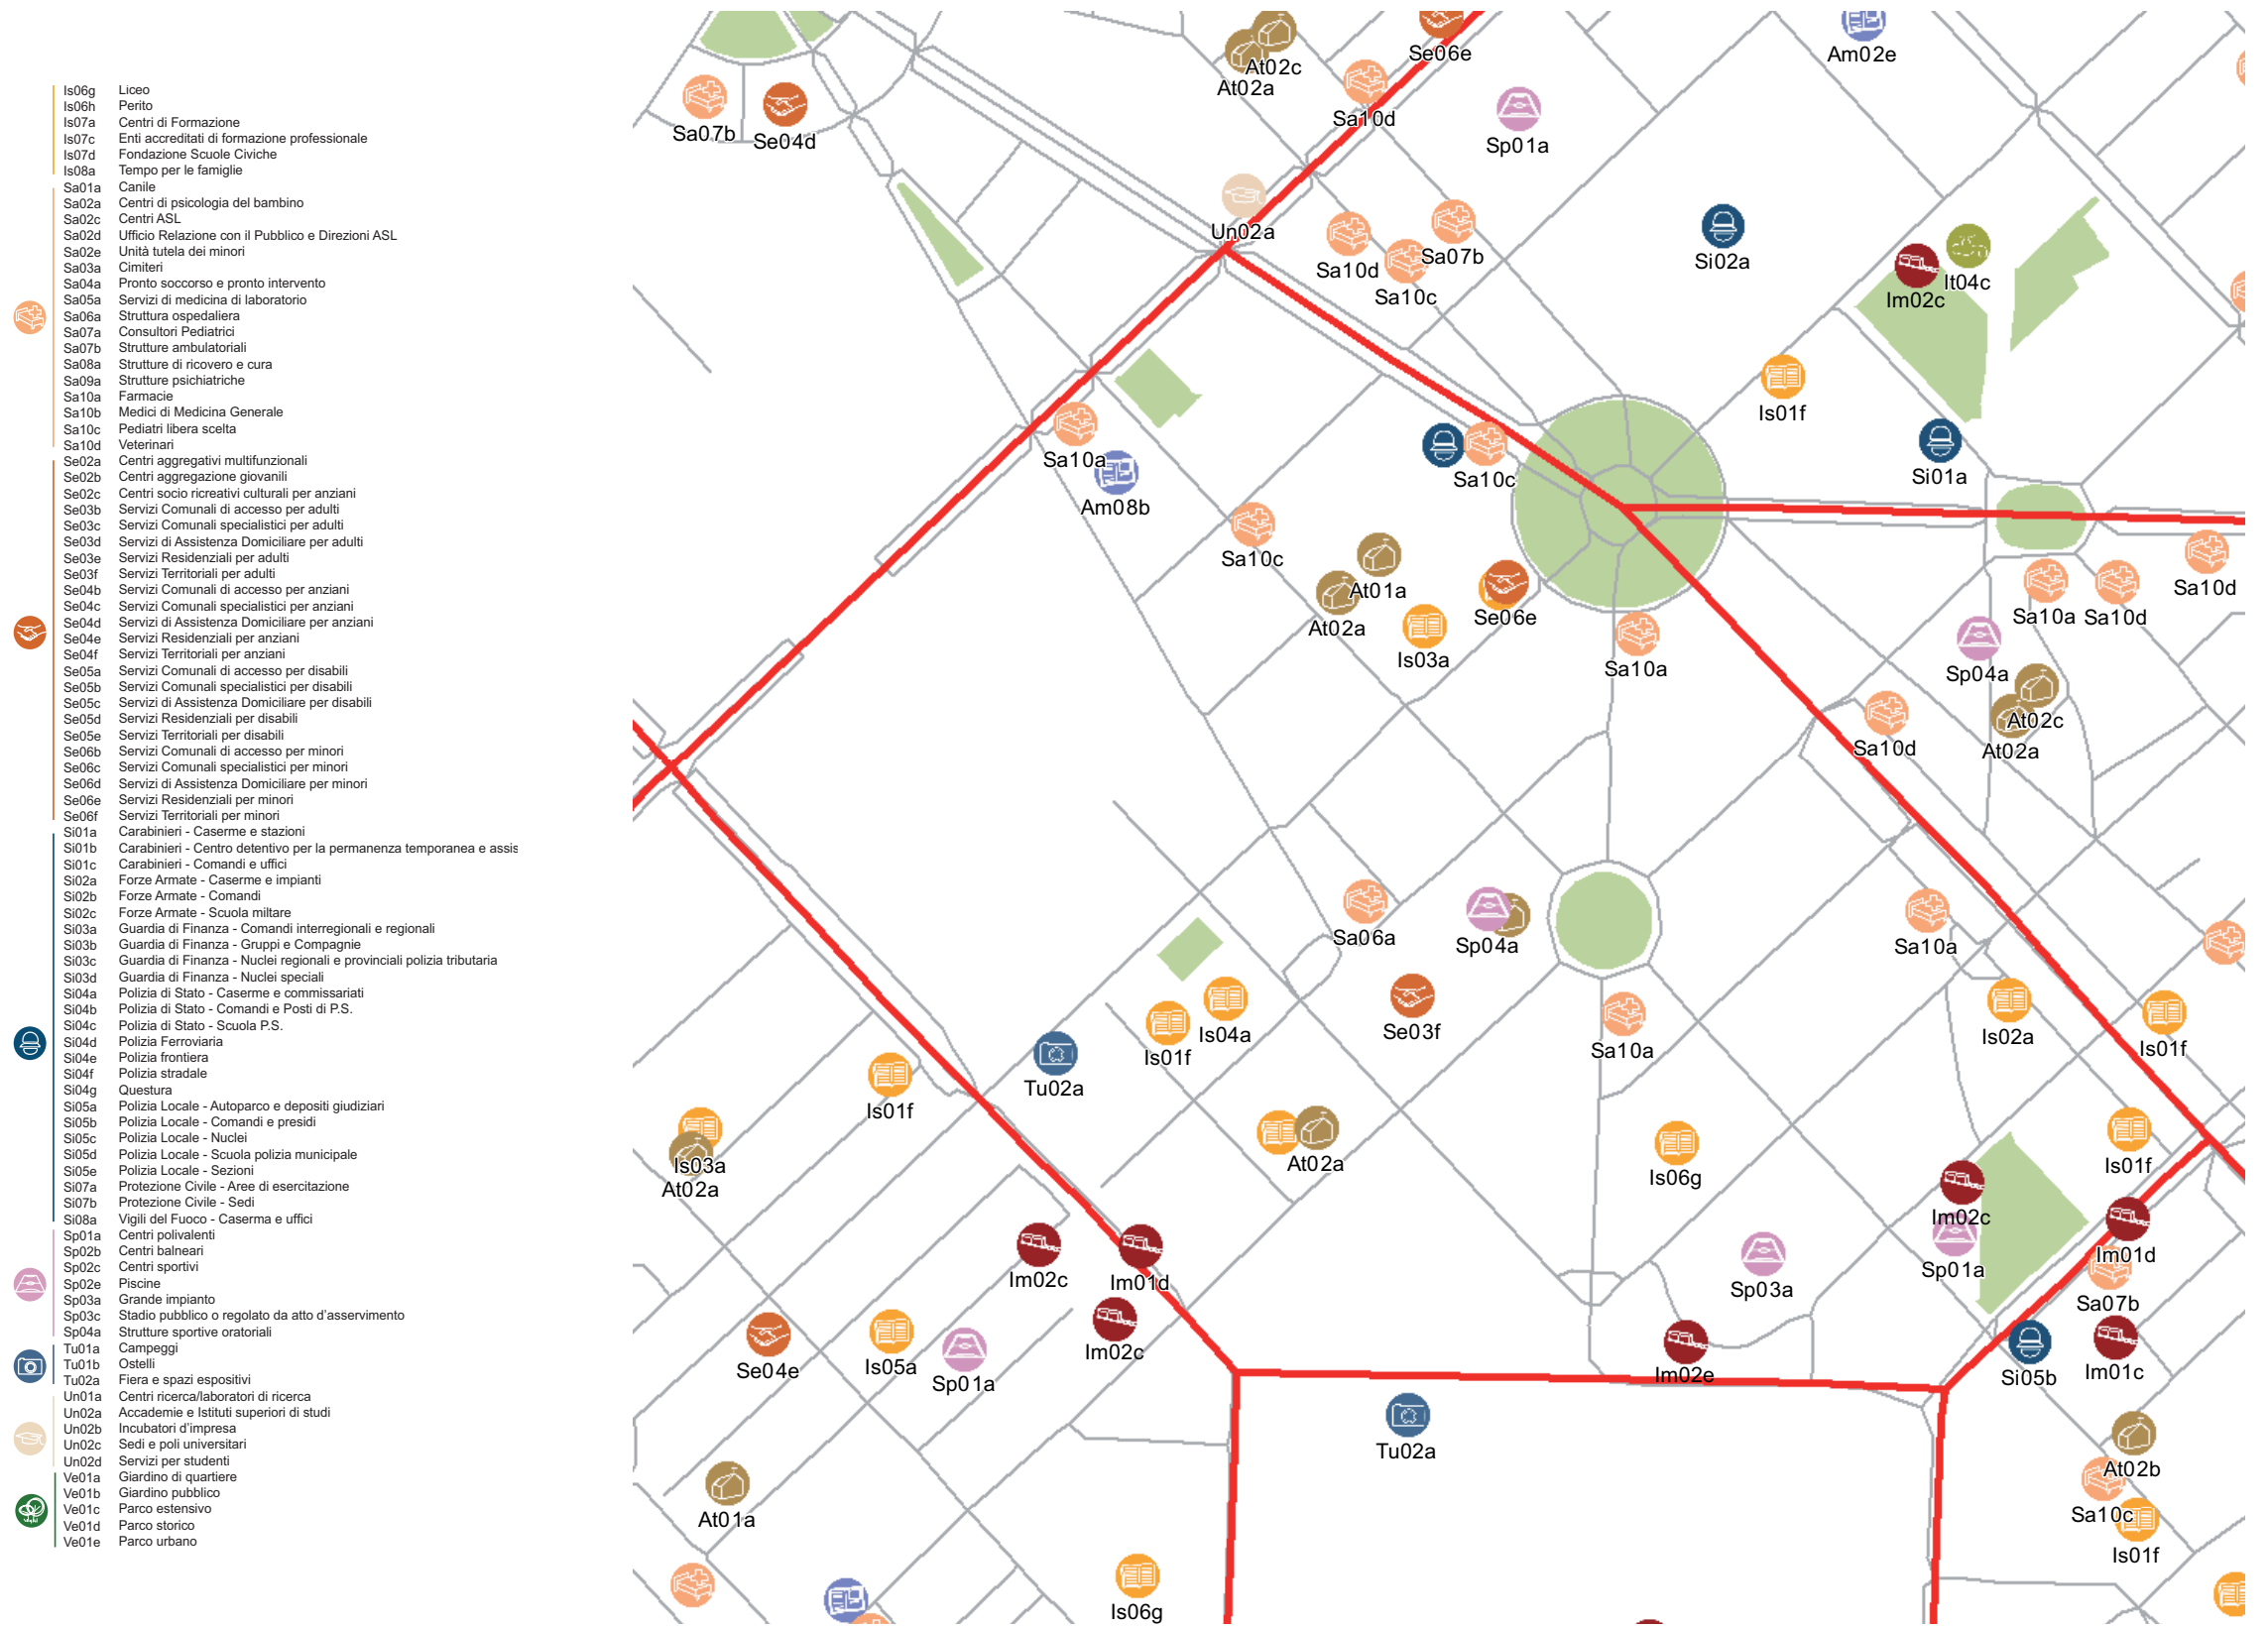 Is06g Liceo
Is06h Perito
Is07a Centri di Formazione
Is07c Enti accreditati di formazione professionale
Is07d Fondazione Scuole Civiche
Is08a Tempo per le famiglie
Sa01a Canile
Sa02a Centri di psicologia del bambino
Sa02c Centri ASL
Sa02d Ufficio Relazione con il Pubblico e Direzioni ASL
Sa02e Unità tutela dei minori
Sa03a Cimiteri
Sa04a Pronto soccorso e pronto intervento
Sa05a Servizi di medicina di laboratorio
Sa06a Struttura ospedaliera
Sa07a Consultori Pediatrici
Sa07b Strutture ambulatoriali
Sa08a Strutture di ricovero e cura
Sa09a Strutture psichiatriche
Sa10a Farmacie
Sa10b Medici di Medicina Generale
Sa10c Pediatri libera scelta
Sa10d Veterinari
Se02a Centri aggregativi multifunzionali
Se02b Centri aggregazione giovanili
Se02c Centri socio ricreativi culturali per anziani
Se03b Servizi Comunali di accesso per adulti
Se03c Servizi Comunali specialistici per adulti
Se03d Servizi di Assistenza Domiciliare per adulti
Se03e Servizi Residenziali per adulti
Se03f Servizi Territoriali per adulti
Se04b Servizi Comunali di accesso per anziani
Se04c Servizi Comunali specialistici per anziani
Se04d Servizi di Assistenza Domiciliare per anziani
Se04e Servizi Residenziali per anziani
Se04f Servizi Territoriali per anziani
Se05a Servizi Comunali di accesso per disabili
Se05b Servizi Comunali specialistici per disabili
Se05c Servizi di Assistenza Domiciliare per disabili
Se05d Servizi Residenziali per disabili
Se05e Servizi Territoriali per disabili
Se06b Servizi Comunali di accesso per minori
Se06c Servizi Comunali specialistici per minori
Se06d Servizi di Assistenza Domiciliare per minori
Se06e Servizi Residenziali per minori
Se06f Servizi Territoriali per minori
Si01a Carabinieri - Caserme e stazioni
Si01b Carabinieri - Centro detentivo per la permanenza temporanea e assis
Si01c Carabinieri - Comandi e uffici
Si02a Forze Armate - Caserme e impianti
Si02b Forze Armate - Comandi
Si02c Forze Armate - Scuola miltare
Si03a Guardia di Finanza - Comandi interregionali e regionali
Si03b Guardia di Finanza - Gruppi e Compagnie
Si03c Guardia di Finanza - Nuclei regionali e provinciali polizia tributaria
Si03d Guardia di Finanza - Nuclei speciali
Si04a Polizia di Stato - Caserme e commissariati
Si04b Polizia di Stato - Comandi e Posti di P.S.
Si04c Polizia di Stato - Scuola P.S.
Si04d Polizia Ferroviaria
Si04e Polizia frontiera
Si04f Polizia stradale
Si04g Questura
Si05a Polizia Locale - Autoparco e depositi giudiziari
Si05b Polizia Locale - Comandi e presidi
Si05c Polizia Locale - Nuclei
Si05d Polizia Locale - Scuola polizia municipale
Si05e Polizia Locale - Sezioni
Si07a Protezione Civile - Aree di esercitazione
Si07b Protezione Civile - Sedi
Si08a Vigili del Fuoco - Caserma e uffici
Sp01a Centri polivalenti
Sp02b Centri balneari
Sp02c Centri sportivi
Sp02e Piscine
Sp03a Grande impianto
Sp03c Stadio pubblico o regolato da atto d'asservimento
Sp04a Strutture sportive oratoriali
Tu01a Campeggi
Tu01b Ostelli
Tu02a Fiera e spazi espositivi
Un01a Centri ricerca/laboratori di ricerca
Un02a Accademie e Istituti superiori di studi
Un02b Incubatori d'impresa
Un02c Sedi e poli universitari
Un02d Servizi per studenti
Ve01a Giardino di quartiere
Ve01b Giardino pubblico
Ve01c Parco estensivo
Ve01d Parco storico
Ve01e Parco urbano
Se06e
Am02e
At02c
At02a
Sa10d
Sa07b
Se04d
Sp01a
Un02a
Sa10d
Sa07b
Sa10c
Si02a
It04c
Im02c
Is01f
Sa10a
Am08b
Sa10c
Si01a
Sa10c
At01a
At02a
Se06e
Is03a
Sa10a
Sa10d
Sa10a
Sa10d
Sp04a
At02c
At02a
Sa10d
Sa06a
Sp04a
Sa10a
Is04a
Is01f
Se03f
Sa10a
Is02a
Is01f
Tu02a
Is01f
Is03a
At02a
At02a
Is06g
Is01f
Im02c
Sp01a
Im01d
Sa07b
Im02c
Im01d
Sp03a
Im02c
Se04e
Is05a
Sp01a
Im02e
Si05b
Im01c
Tu02a
At02b
Sa10c
At01a
Is01f
Is06g